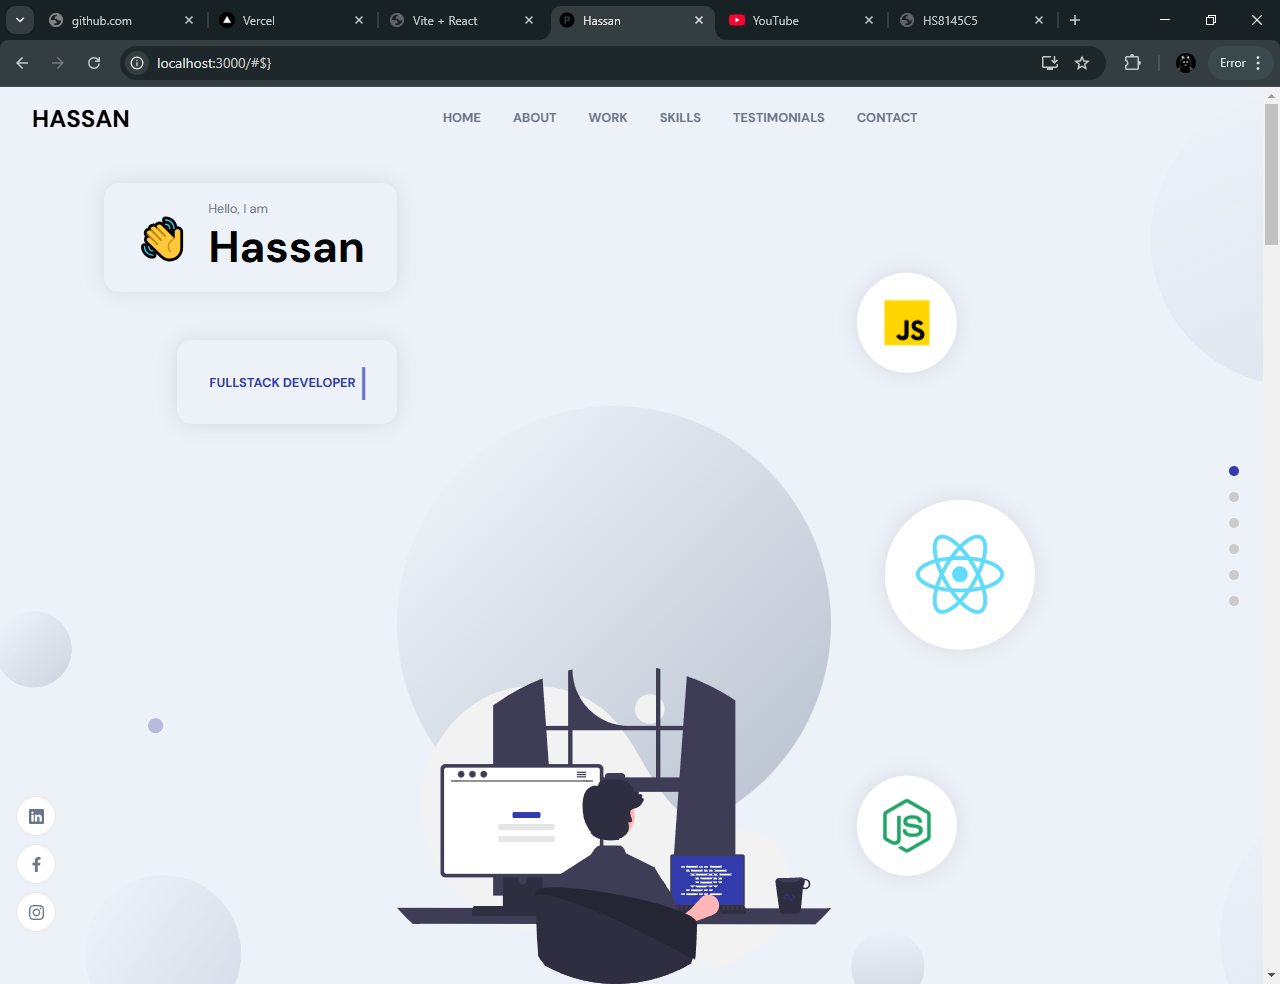 github.com
Vercel
Vite + React
Hassan
YouTube
HS8145C5
localhost:3000/#$}
Error
HASSAN
HOME
ABOUT
WORK
SKILLS
TESTIMONIALS
CONTACT
Hello, I am
Hassan
JS
FULLSTACK DEVELOPER
JS